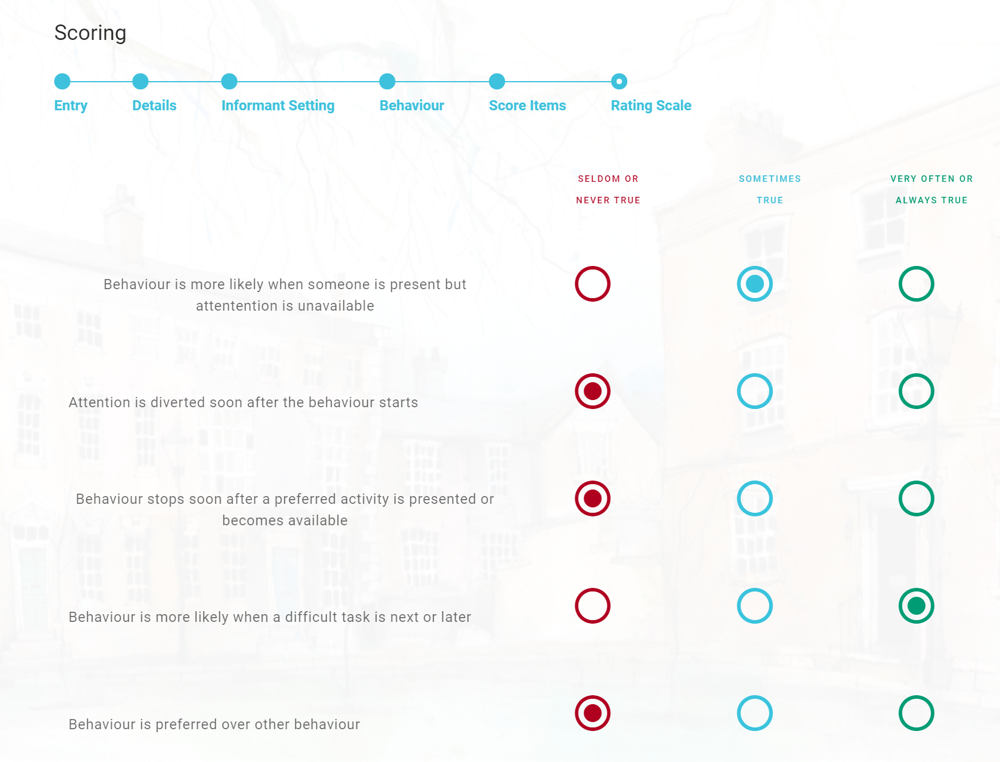 Scoring
Entry
Details
Informant Setting
Behaviour
Score Items
Rating Scale
SELDOM OR
NEVER TRUE
SOMETIMES
TRUE
VERY OFTEN OR
ALWAYS TRUE
Behaviour is more likely when someone is present but
attentention is unavailable
Attention is diverted soon after the behaviour starts
Behaviour stops soon after a preferred activity is presented or
becomes available
Behaviour is more likely when a difficult task is next or later
Behaviour is preferred over other behaviour